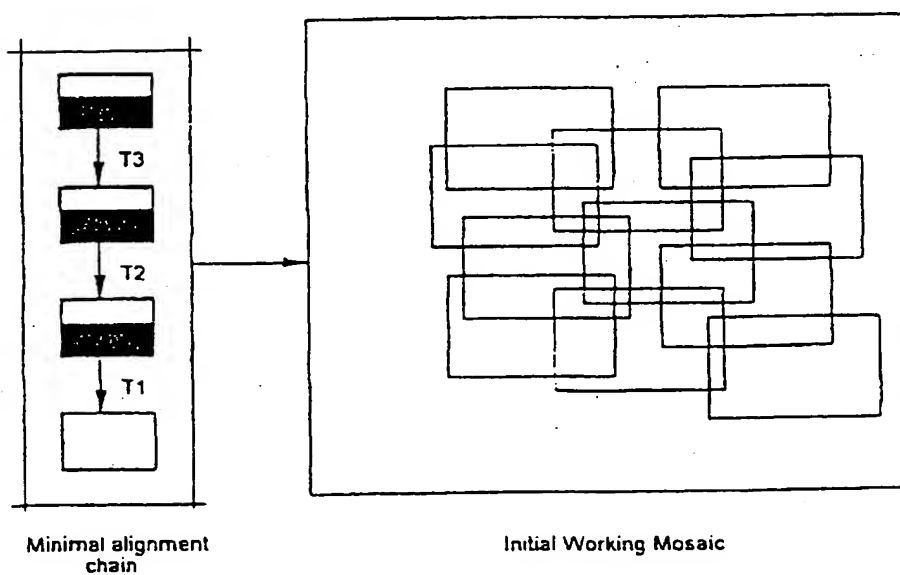 T3
T2
T1
Minimal alignment
chain
Initial Working Mosaic